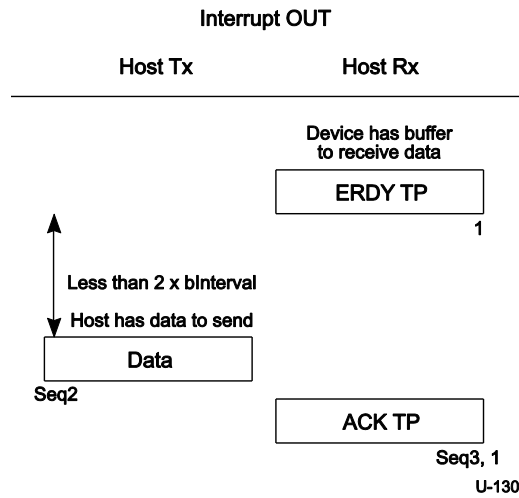 Interrupt OUT
Host Tx
Host Rx
Device has buffer
to receive data
ERDY TP
1
Less than 2 x bInterval
Host has data to send
Data
Seq2
ACK TP
Seq3, 1
U-130